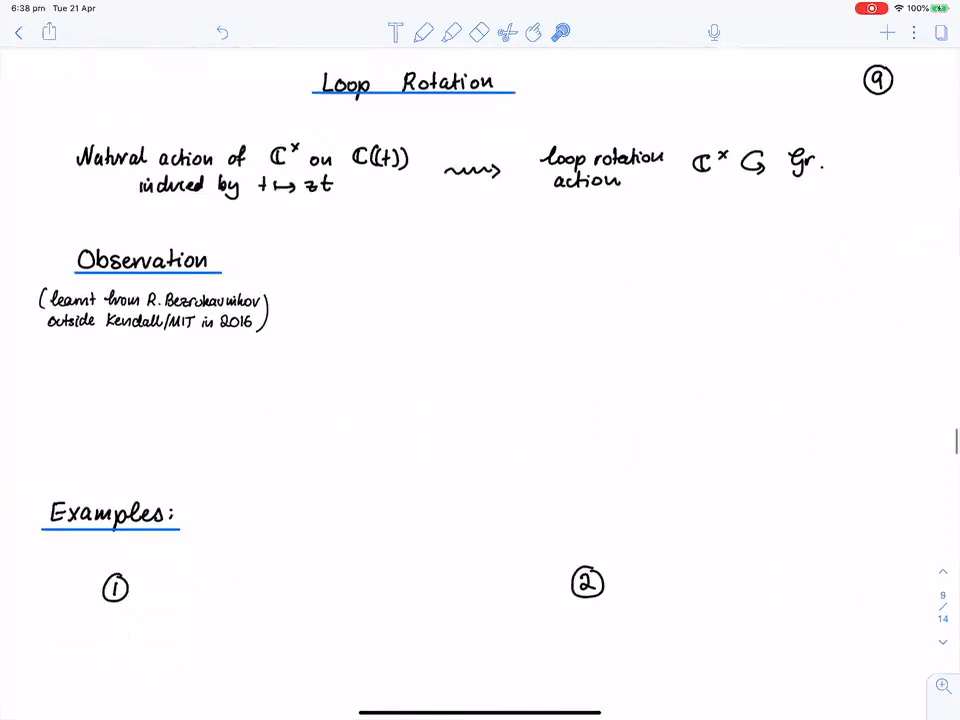 6:38 pm Tue 21 Apr
100%
Loop Rotation
⑨
Natural action of ℂˣ on ℂ((t))
induced by t ↦ zt
loop rotation
action
ℂˣ ↻ Gr.
Observation
(learnt from R. Bezrukavnikov
outside Kendall/MIT in 2016)
Examples:
① ②
9
/
14